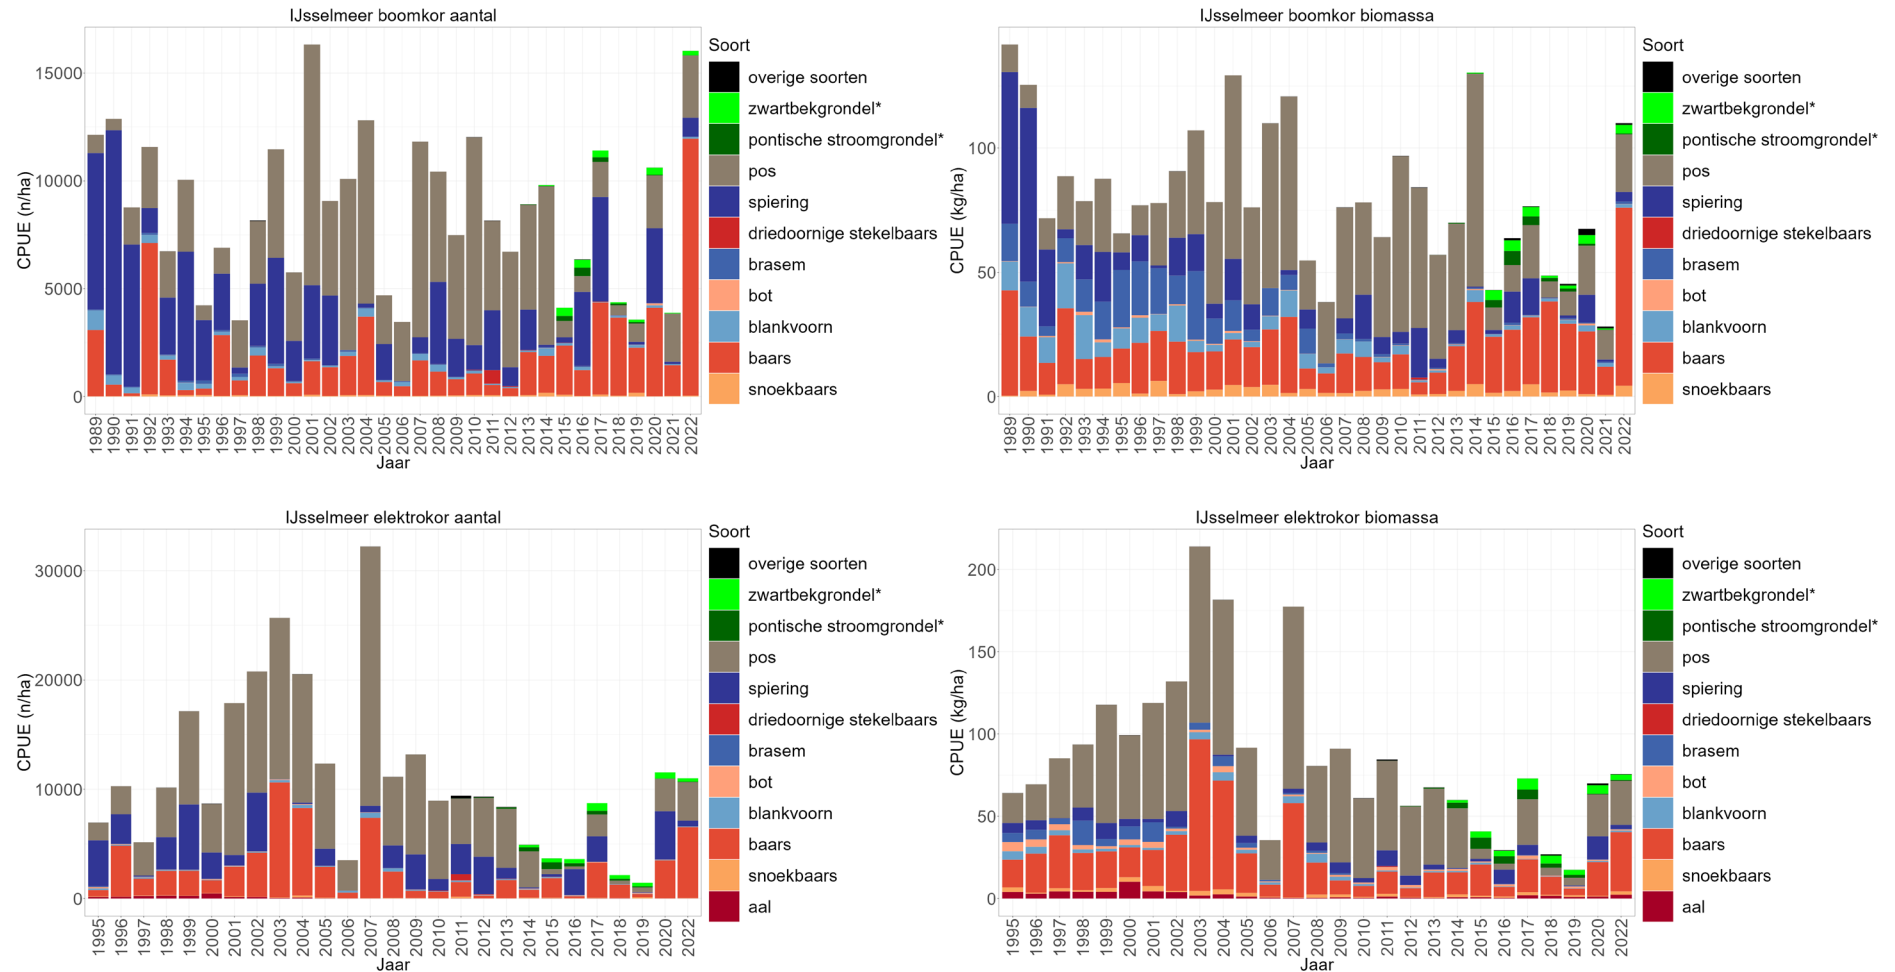 IJsselmeer boomkor aantal
CPUE (n/ha)
15000
10000
5000
0
1989 1990 1991 1992 1993 1994 1995 1996 1997 1998 1999 2000 2001 2002 2003 2004 2005 2006 2007 2008 2009 2010 2011 2012 2013 2014 2015 2016 2017 2018 2019 2020 2021 2022
Jaar
Soort
overige soorten
zwartbekgrondel*
pontische stroomgrondel*
pos
spiering
driedoornige stekelbaars
brasem
bot
blankvoorn
baars
snoekbaars
IJsselmeer boomkor biomassa
CPUE (kg/ha)
100
50
0
1989 1990 1991 1992 1993 1994 1995 1996 1997 1998 1999 2000 2001 2002 2003 2004 2005 2006 2007 2008 2009 2010 2011 2012 2013 2014 2015 2016 2017 2018 2019 2020 2021 2022
Jaar
Soort
overige soorten
zwartbekgrondel*
pontische stroomgrondel*
pos
spiering
driedoornige stekelbaars
brasem
bot
blankvoorn
baars
snoekbaars
IJsselmeer elektrokor aantal
CPUE (n/ha)
30000
20000
10000
0
1995 1996 1997 1998 1999 2000 2001 2002 2003 2004 2005 2006 2007 2008 2009 2010 2011 2012 2013 2014 2015 2016 2017 2018 2019 2020 2022
Jaar
Soort
overige soorten
zwartbekgrondel*
pontische stroomgrondel*
pos
spiering
driedoornige stekelbaars
brasem
bot
blankvoorn
baars
snoekbaars
aal
IJsselmeer elektrokor biomassa
CPUE (kg/ha)
200
150
100
50
0
1995 1996 1997 1998 1999 2000 2001 2002 2003 2004 2005 2006 2007 2008 2009 2010 2011 2012 2013 2014 2015 2016 2017 2018 2019 2020 2022
Jaar
Soort
overige soorten
zwartbekgrondel*
pontische stroomgrondel*
pos
spiering
driedoornige stekelbaars
brasem
bot
blankvoorn
baars
snoekbaars
aal